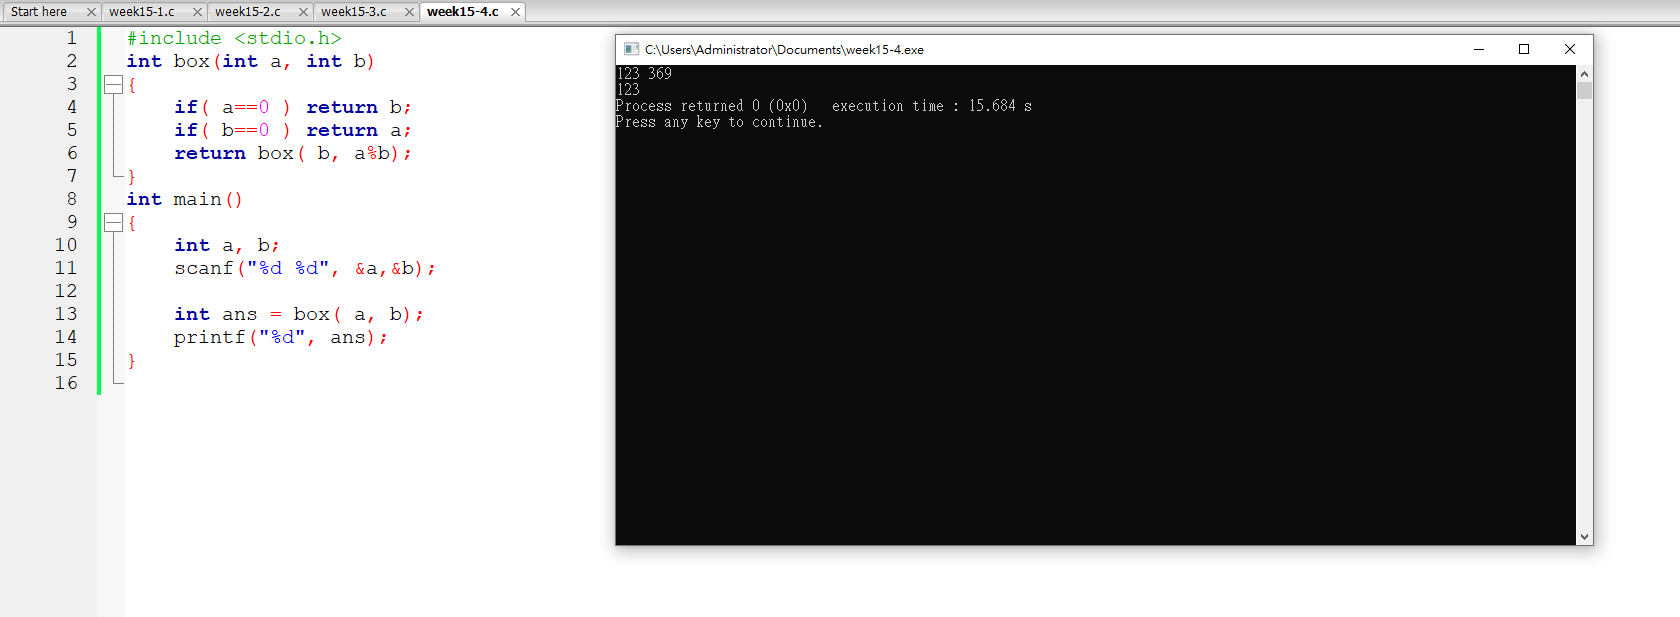 Start here week15-1.c week15-2.c week15-3.c week15-4.c
1 #include <stdio.h>
2 int box(int a, int b)
3 {
4 if( a==0 ) return b;
5 if( b==0 ) return a;
6 return box( b, a%b);
7 }
8 int main()
9 {
10 int a, b;
11 scanf("%d %d", &a,&b);
12
13 int ans = box( a, b);
14 printf("%d", ans);
15 }
16
C:\Users\Administrator\Documents\week15-4.exe
123 369
123
Process returned 0 (0x0) execution time : 15.684 s
Press any key to continue.